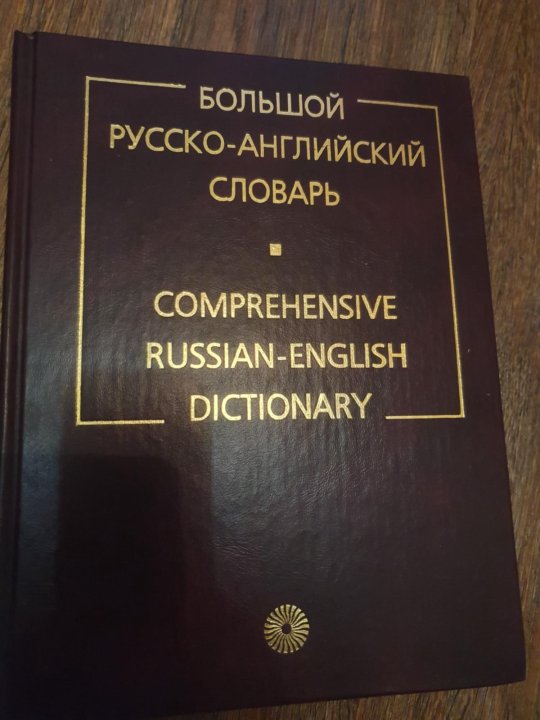 БОЛЬШОЙ
РУССКО-АНГЛИЙСКИЙ
СЛОВАРЬ
COMPREHENSIVE
RUSSIAN-ENGLISH
DICTIONARY